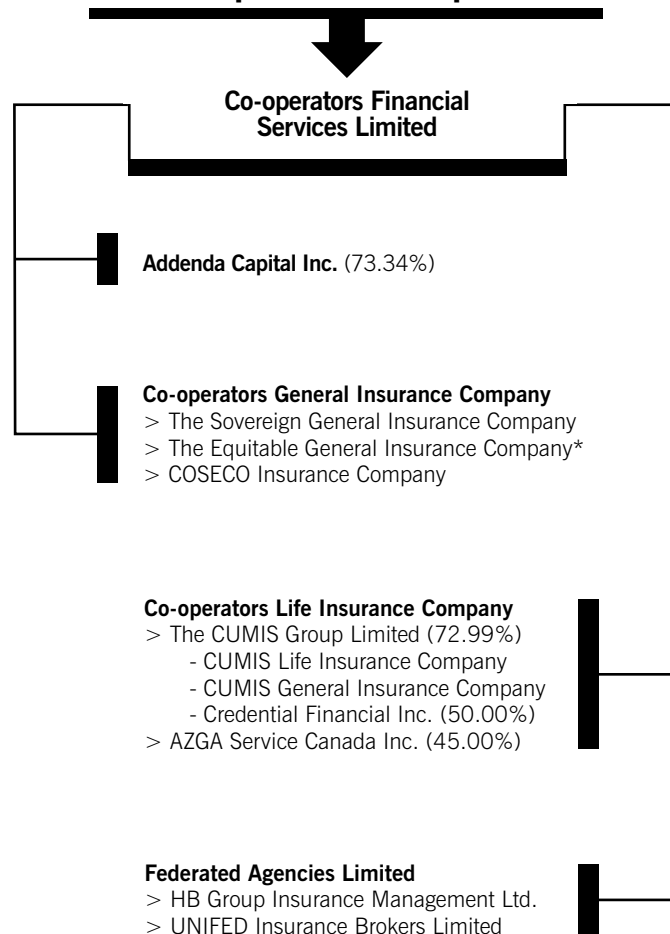 Co-operators Financial
Services Limited
Addenda Capital Inc. (73.34%)
Co-operators General Insurance Company
> The Sovereign General Insurance Company
> The Equitable General Insurance Company*
> COSECO Insurance Company
Co-operators Life Insurance Company
> The CUMIS Group Limited (72.99%)
- CUMIS Life Insurance Company
- CUMIS General Insurance Company
- Credential Financial Inc. (50.00%)
> AZGA Service Canada Inc. (45.00%)
Federated Agencies Limited
> HB Group Insurance Management Ltd.
> UNIFED Insurance Brokers Limited